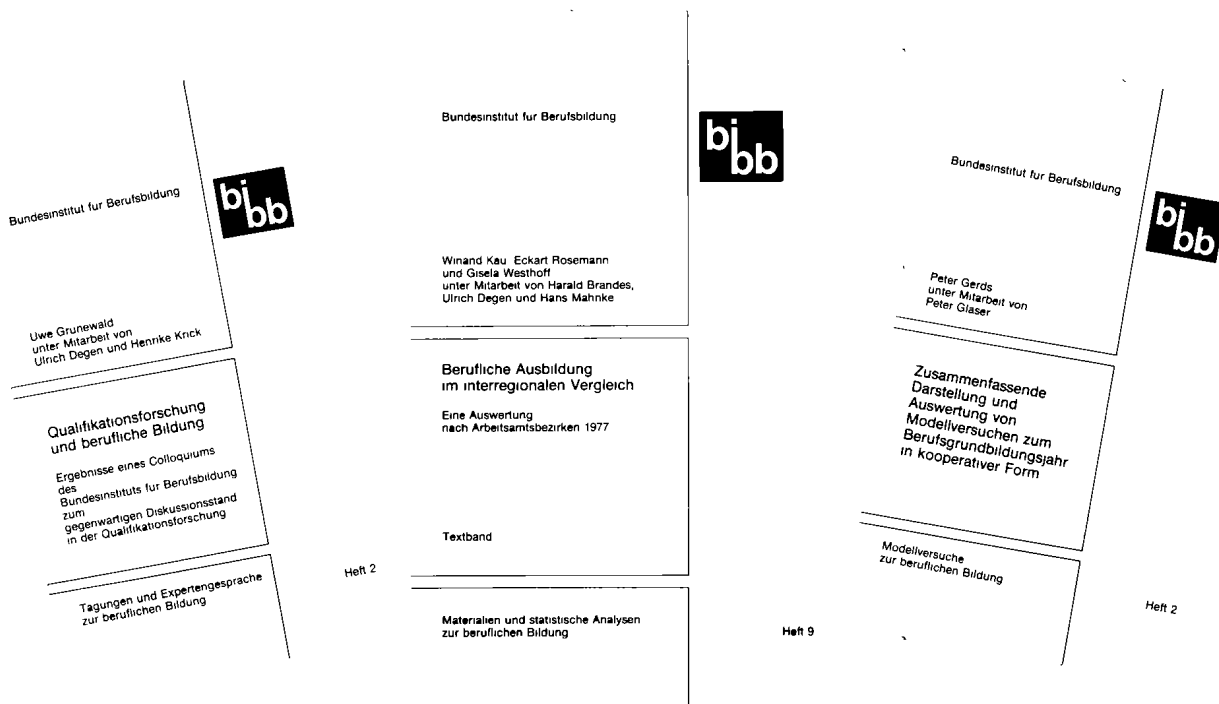 Bundesinstitut fur Berufsbildung
bi
bb
Uwe Grunewald
unter Mitarbeit von
Ulrich Degen und Henrike Krick
Qualifikationsforschung
und berufliche Bildung
Ergebnisse eines Colloquiums
des
Bundesinstituts fur Berufsbildung
zum
gegenwartigen Diskussionsstand
in der Qualifikationsforschung
Tagungen und Expertengesprache
zur beruflichen Bildung
Heft 2
Bundesinstitut fur Berufsbildung
bi
bb
Winand Kau Eckart Rosemann
und Gisela Westhoff
unter Mitarbeit von Harald Brandes,
Ulrich Degen und Hans Mahnke
Berufliche Ausbildung
im interregionalen Vergleich
Eine Auswertung
nach Arbeitsamtsbezirken 1977
Textband
Materialien und statistische Analysen
zur beruflichen Bildung
Heft 9
Bundesinstitut fur Berufsbildung
bi
bb
Peter Gerds
unter Mitarbeit von
Peter Glaser
Zusammenfassende
Darstellung und
Auswertung von
Modellversuchen zum
Berufsgrundbildungsjahr
in kooperativer Form
Modellversuche
zur beruflichen Bildung
Heft 2